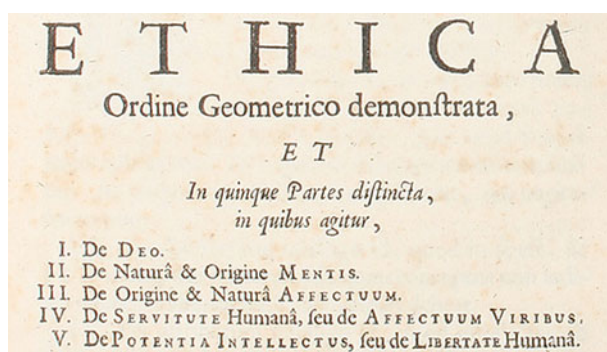 ETHICA
Ordine Geometrico demonſtrata,
ET
In quinque Partes diſtincta,
in quibus agitur,
I. De DEO.
II. De Naturâ & Origine MENTIS.
III. De Origine & Naturâ AFFECTUUM.
IV. De SERVITUTE Humanâ, ſeu de AFFECTUUM VIRIBUS.
V. De POTENTIA INTELLECTUS, ſeu de LIBERTATE Humanâ.